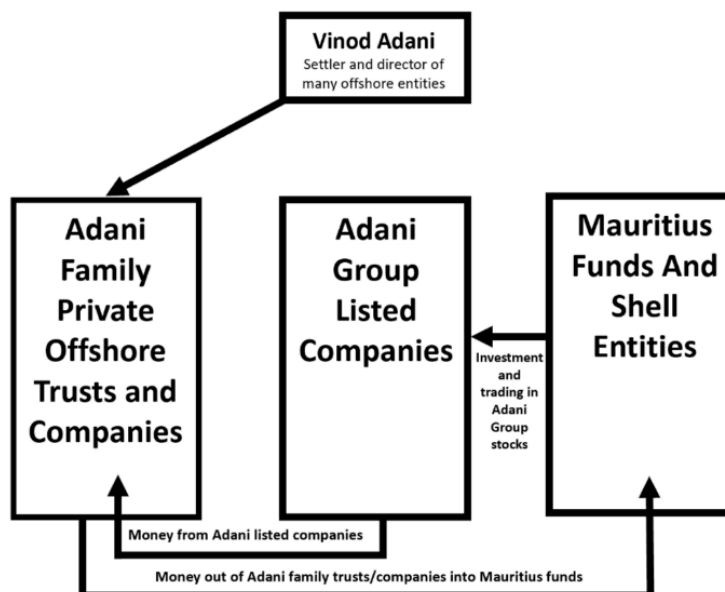 Vinod Adani
Settler and director of
many offshore entities
Adani
Family
Private
Offshore
Trusts and
Companies
Adani
Group
Listed
Companies
Mauritius
Funds And
Shell
Entities
Investment
and
trading in
Adani
Group
stocks
Money from Adani listed companies
Money out of Adani family trusts/companies into Mauritius funds